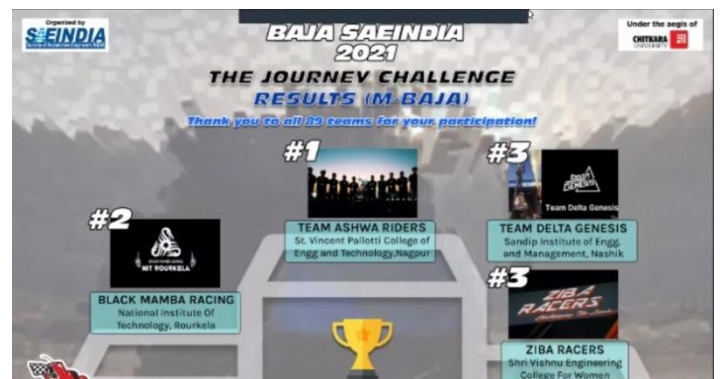 Organised by
SAEINDIA
Under the aegis of
CHITKARA
UNIVERSITY
BAJA SAEINDIA
2021
THE JOURNEY CHALLENGE
RESULTS (M-BAJA)
Thank you to all 89 teams for your participation!
#1
TEAM ASHWA RIDERS
St. Vincent Pallotti College of
Engg and Technology,Nagpur
#2
NIT ROURKELA
BLACK MAMBA RACING
National Institute Of
Technology, Rourkela
#3
DELTA
GENESIS
Team Delta Genesis
TEAM DELTA GENESIS
Sandip Institute of Engg.
and Management, Nashik
#3
ZIBA
RACERS
ZIBA RACERS
Shri Vishnu Engineering
College For Women